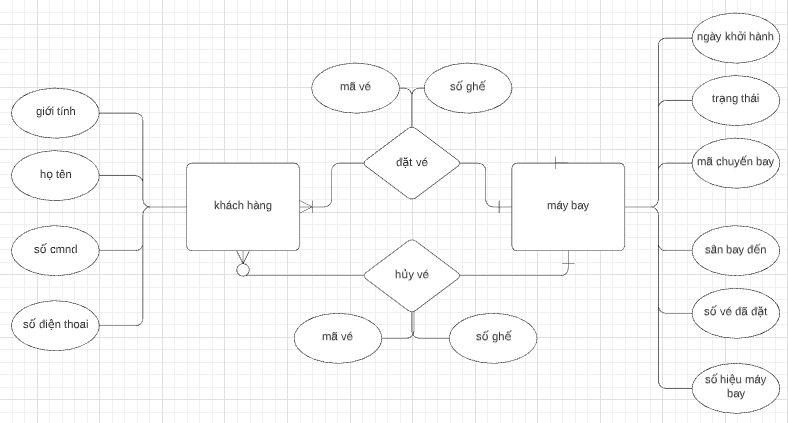 ngày khởi hành
mã vé
số ghế
trạng thái
giới tính
họ tên
đặt vé
mã chuyến bay
khách hàng
máy bay
số cmnd
sân bay đến
hủy vé
số điện thoai
số vé đã đặt
mã vé
số ghế
số hiệu máy
bay